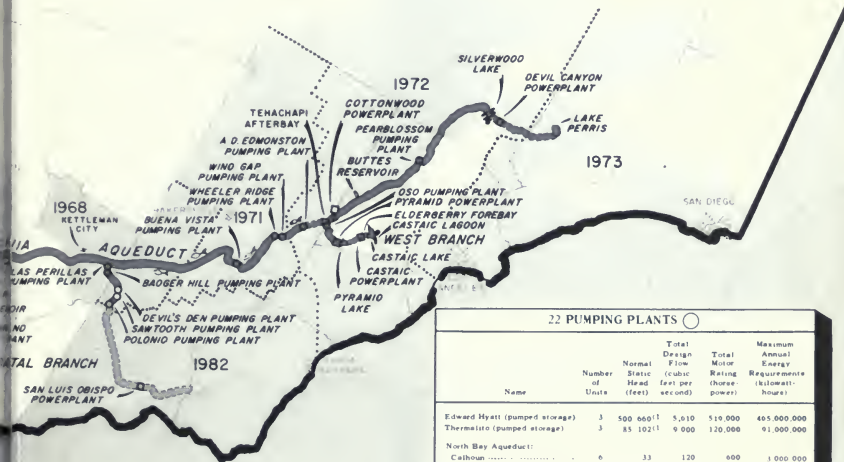 SILVERWOOD
LAKE
DEVIL CANYON
POWERPLANT
1972
LAKE
PERRIS
1973
TEHACHAPI
AFTERBAY
COTTONWOOD
POWERPLANT
PEARBLOSSOM
PUMPING
PLANT
A.D. EDMONSTON
PUMPING PLANT
BUTTES
RESERVOIR
WIND GAP
PUMPING PLANT
WHEELER RIDGE
PUMPING PLANT
OSO PUMPING PLANT
PYRAMID POWERPLANT
ELDERBERRY FOREBAY
CASTAIC LAGOON
WEST BRANCH
CASTAIC LAKE
CASTAIC
POWERPLANT
PYRAMID
LAKE
SAN DIEGO
1968
KETTLEMAN
CITY
BUENA VISTA
PUMPING PLANT
1971
AQUEDUCT
LAS PERILLAS
PUMPING PLANT
BADGER HILL PUMPING PLANT
DEVIL'S DEN PUMPING PLANT
SAWTOOTH PUMPING PLANT
POLONIO PUMPING PLANT
BRANCH
1982
SAN LUIS OBISPO
POWERPLANT
22 PUMPING PLANTS
Name
Number of Units
Normal Static Head (feet)
Total Design Flow (cubic feet per second)
Total Motor Rating (horse-power)
Maximum Annual Energy Requirements (kilowatt-hours)
Edward Hyatt (pumped storage) 3 500 660 5,610 519,000 405,000,000
Thermalito (pumped storage) 3 85 102 9 000 120,000 91,000,000
North Bay Aqueduct:
Calhoun 6 33 120 600 3 000 000